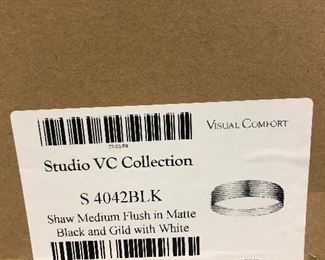 VISUAL COMFORT
Studio VC Collection
S 4042BLK
Shaw Medium Flush in Matte
Black and Gild with White